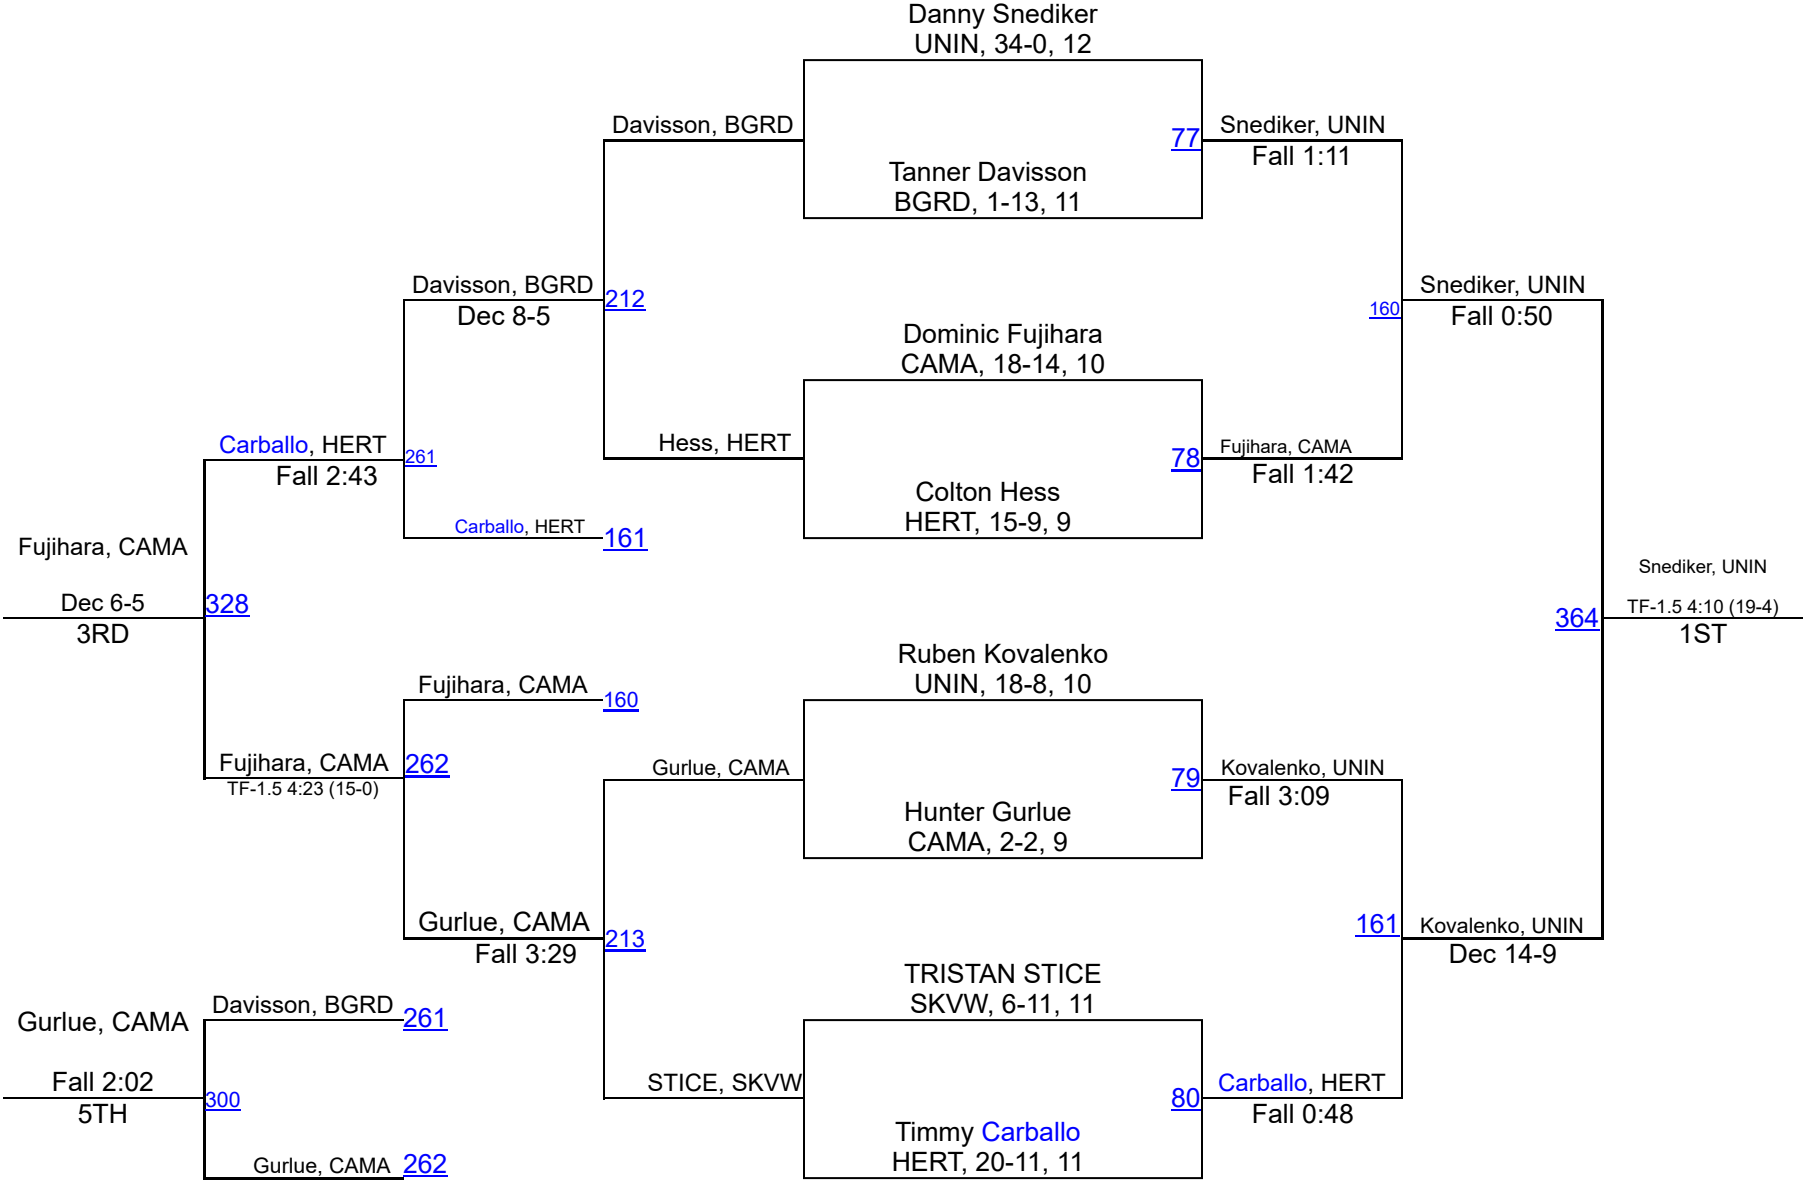 Danny Snediker
UNIN, 34-0, 12
Davisson, BGRD
77
Snediker, UNIN
Fall 1:11
Tanner Davisson
BGRD, 1-13, 11
Davisson, BGRD
Dec 8-5
212
160
Snediker, UNIN
Fall 0:50
Dominic Fujihara
CAMA, 18-14, 10
Carballo, HERT
Fall 2:43
261
Hess, HERT
78
Fujihara, CAMA
Fall 1:42
Colton Hess
HERT, 15-9, 9
Carballo, HERT
161
Fujihara, CAMA
Dec 6-5
3RD
328
364
Snediker, UNIN
TF-1.5 4:10 (19-4)
1ST
Ruben Kovalenko
UNIN, 18-8, 10
Fujihara, CAMA
160
Fujihara, CAMA
TF-1.5 4:23 (15-0)
262
Gurlue, CAMA
79
Kovalenko, UNIN
Fall 3:09
Hunter Gurlue
CAMA, 2-2, 9
Gurlue, CAMA
Fall 3:29
213
161
Kovalenko, UNIN
Dec 14-9
TRISTAN STICE
SKVW, 6-11, 11
Davisson, BGRD
261
Gurlue, CAMA
Fall 2:02
5TH
300
STICE, SKVW
80
Carballo, HERT
Fall 0:48
Timmy Carballo
HERT, 20-11, 11
Gurlue, CAMA
262